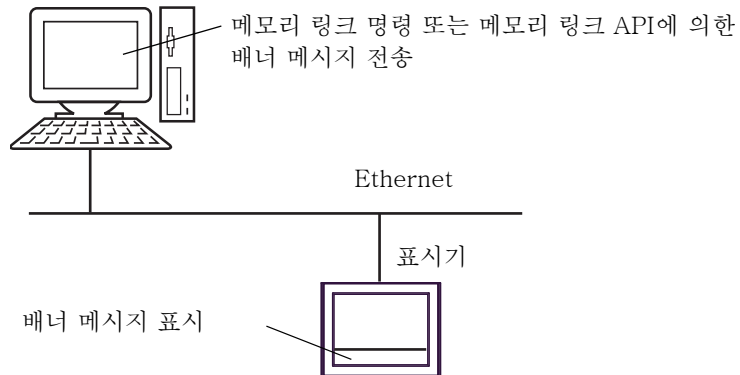 메모리 링크 명령 또는 메모리 링크 API에 의한
배너 메시지 전송
Ethernet
표시기
배너 메시지 표시